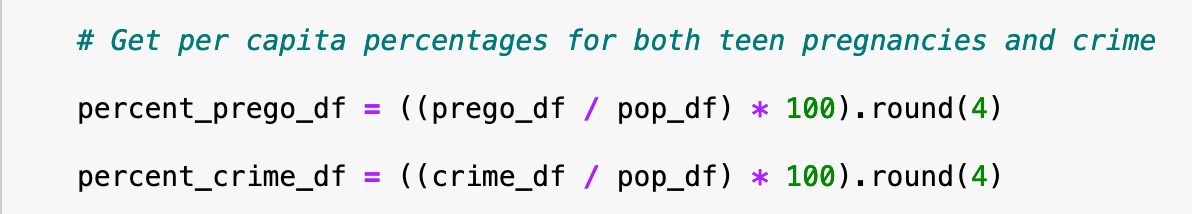 # Get per capita percentages for both teen pregnancies and crime
percent_prego_df = ((prego_df / pop_df) * 100).round(4)
percent_crime_df = ((crime_df / pop_df) * 100).round(4)